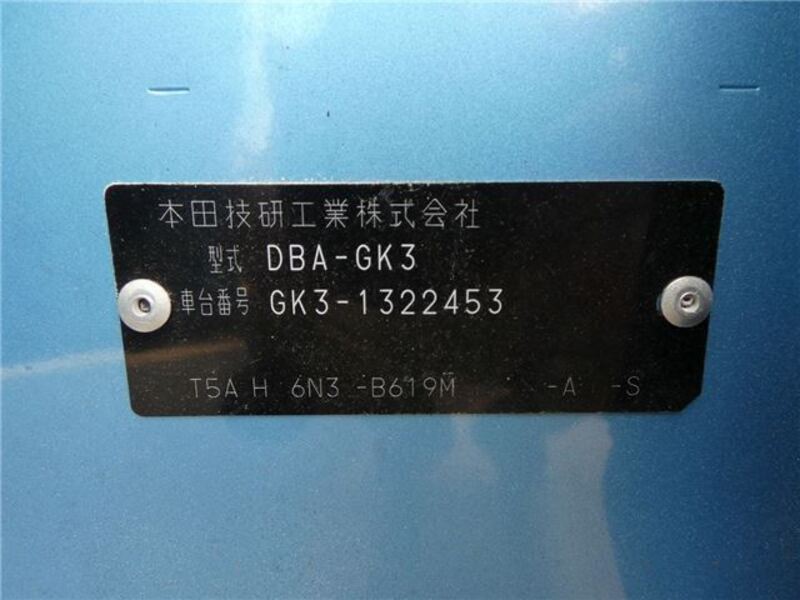 本田技研工業株式会社
型式 DBA-GK3
車台番号 GK3-1322453
T5A H 6N3 -B619M -A -S